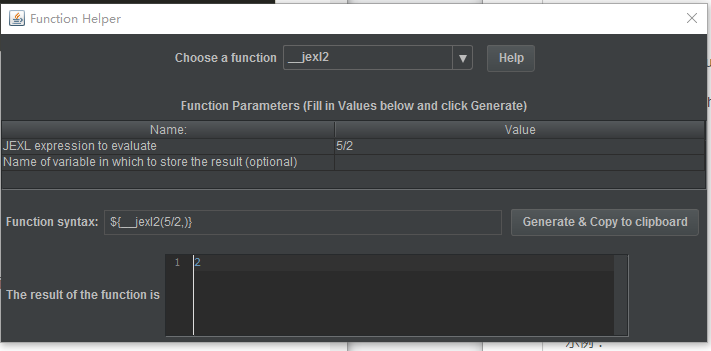 Function Helper
Choose a function __jexl2 Help
Function Parameters (Fill in Values below and click Generate)
Name: Value
JEXL expression to evaluate 5/2
Name of variable in which to store the result (optional)
Function syntax: ${__jexl2(5/2,)} Generate & Copy to clipboard
1 2
The result of the function is
示例：